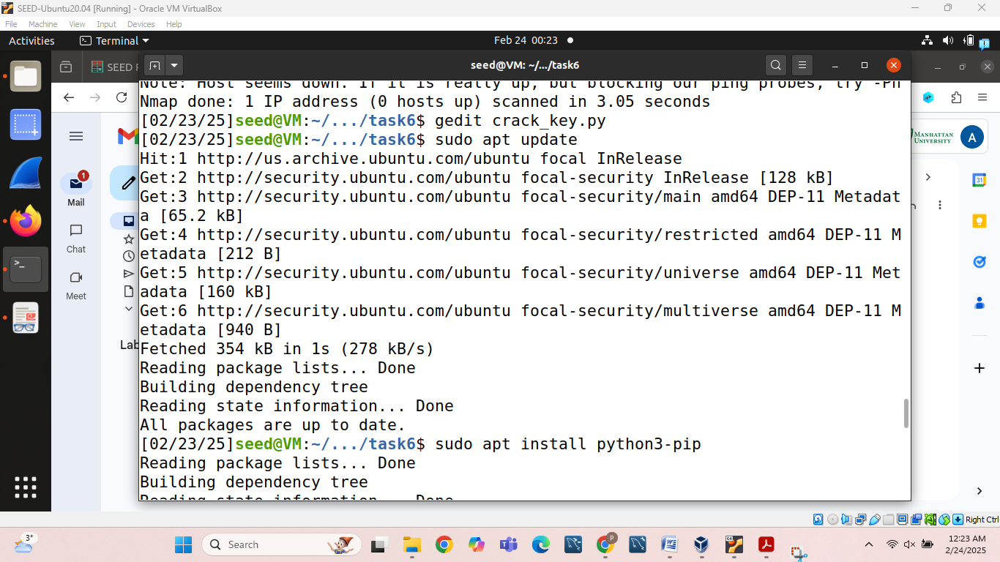 SEED-Ubuntu20.04 [Running] - Oracle VM VirtualBox
File Machine View Input Devices Help
Activities Terminal Feb 24 00:23
SEED
seed@VM: ~/.../task6
Note: Host seems down. If it is really up, but blocking our ping probes, try -Pn
Nmap done: 1 IP address (0 hosts up) scanned in 3.05 seconds
[02/23/25]seed@VM:~/.../task6$ gedit crack_key.py
[02/23/25]seed@VM:~/.../task6$ sudo apt update
Hit:1 http://us.archive.ubuntu.com/ubuntu focal InRelease
Get:2 http://security.ubuntu.com/ubuntu focal-security InRelease [128 kB]
Get:3 http://security.ubuntu.com/ubuntu focal-security/main amd64 DEP-11 Metadat
a [65.2 kB]
Get:4 http://security.ubuntu.com/ubuntu focal-security/restricted amd64 DEP-11 M
etadata [212 B]
Get:5 http://security.ubuntu.com/ubuntu focal-security/universe amd64 DEP-11 Met
adata [160 kB]
Get:6 http://security.ubuntu.com/ubuntu focal-security/multiverse amd64 DEP-11 M
etadata [940 B]
Fetched 354 kB in 1s (278 kB/s)
Reading package lists... Done
Building dependency tree
Reading state information... Done
All packages are up to date.
[02/23/25]seed@VM:~/.../task6$ sudo apt install python3-pip
Reading package lists... Done
Building dependency tree
Reading state information... Done
1
Mail
Chat
Meet
Lab
MANHATTAN
UNIVERSITY
A
31
Right Ctrl
3°
Search
12:23 AM
2/24/2025